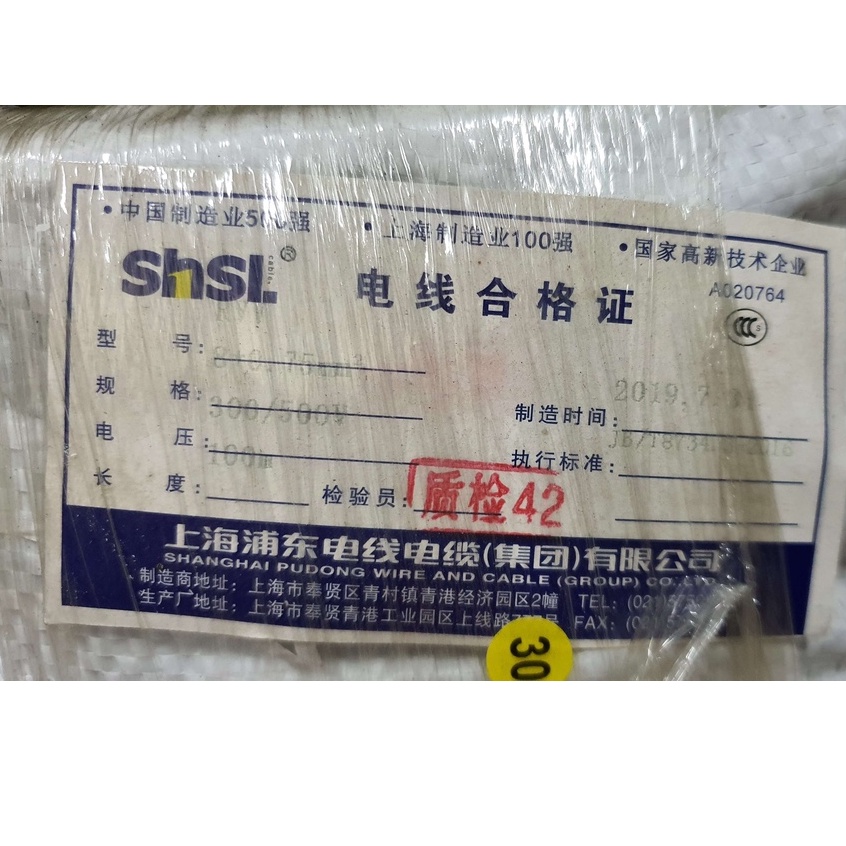 •中国制造业500强 •上海制造业100强 •国家高新技术企业
ShSL cable ® 电线合格证 A020764
CCC S
型号：
规格：
300/500V 2019.7
电压： 制造时间：
100m
执行标准：
长度： 检验员： 质检42
上海浦东电线电缆(集团)有限公司
SHANGHAI PUDONG WIRE AND CABLE (GROUP) CO.,LTD
制造商地址：上海市奉贤区青村镇青港经济园区2幢 TEL: (021)
生产厂地址：上海市奉贤青港工业园区上线路 号 FAX: (021)
30